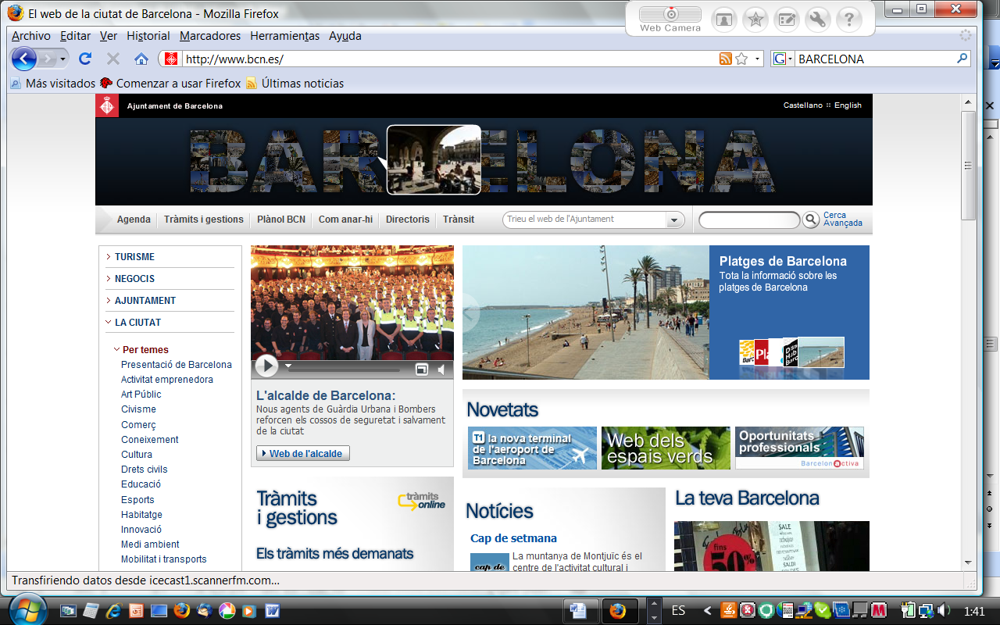 El web de la ciutat de Barcelona - Mozilla Firefox
Web Camera
Archivo Editar Ver Historial Marcadores Herramientas Ayuda
http://www.bcn.es/
G
BARCELONA
Más visitados Comenzar a usar Firefox Últimas noticias
Ajuntament de Barcelona
Castellano :: English
BAR ELONA
Agenda Tràmits i gestions Plànol BCN Com anar-hi Directoris Trànsit
Trieu el web de l'Ajuntament
Cerca
Avançada
TURISME
NEGOCIS
AJUNTAMENT
LA CIUTAT
Per temes
Presentació de Barcelona
Activitat emprenedora
Art Públic
Civisme
Comerç
Coneixement
Cultura
Drets civils
Educació
Esports
Habitatge
Innovació
Medi ambient
Mobilitat i transports
L'alcalde de Barcelona:
Nous agents de Guàrdia Urbana i Bombers
reforcen els cossos de seguretat i salvament
de la ciutat
Web de l'alcalde
Tràmits
i gestions
tràmits
online
Els tràmits més demanats
Platges de Barcelona
Tota la informació sobre les
platges de Barcelona
Novetats
T1 la nova terminal
de l'aeroport de
Barcelona
Web dels
espais verds
Oportunitats
professionals
Barcelonactiva
Notícies
Cap de setmana
cap de
La muntanya de Montjuïc és el
centre de l'activitat cultural i
La teva Barcelona
SALE
fins
50%
Transfiriendo datos desde icecast1.scannerfm.com...
ES
1:41